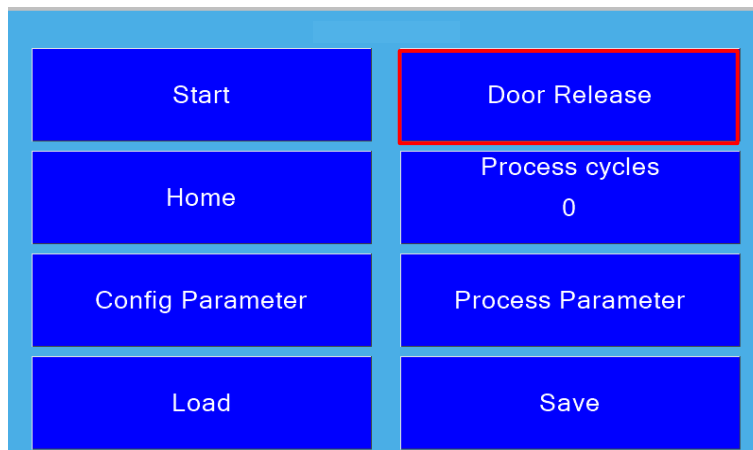 Start
Door Release
Home
Process cycles
0
Config Parameter
Process Parameter
Load
Save